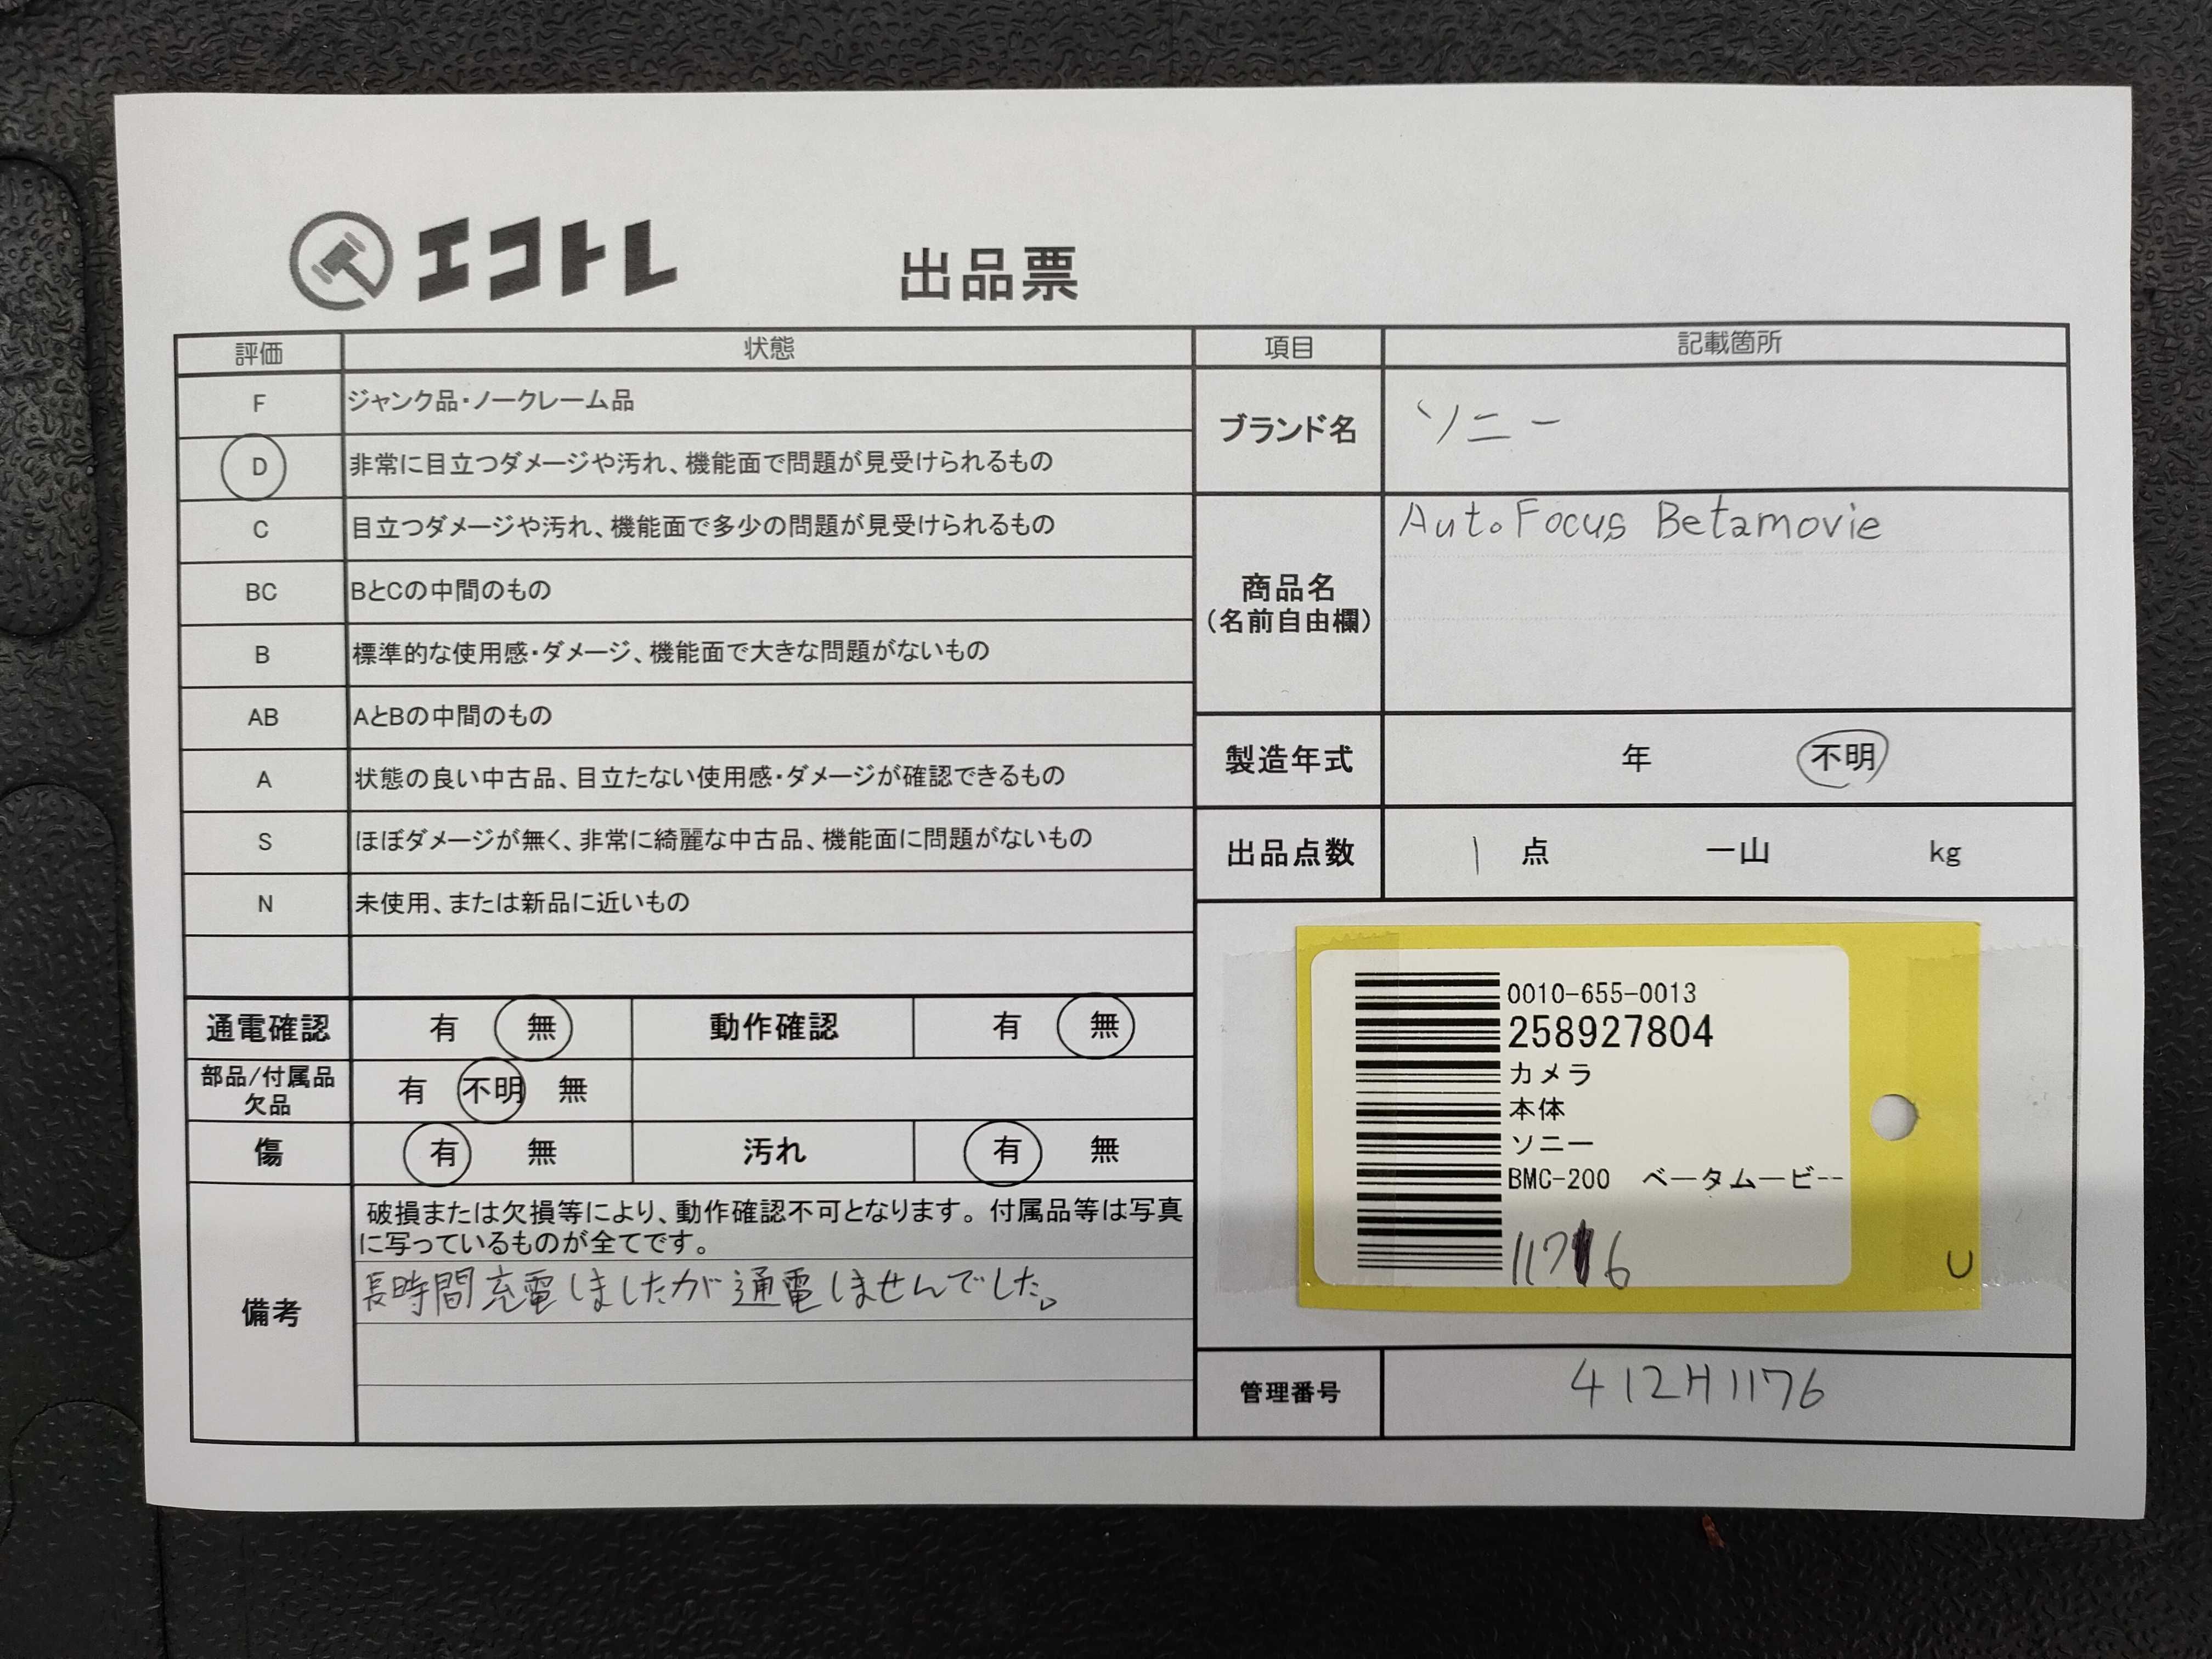 エコトレ
出品票
評価 状態
F ジャンク品・ノークレーム品
D 非常に目立つダメージや汚れ、機能面で問題が見受けられるもの
C 目立つダメージや汚れ、機能面で多少の問題が見受けられるもの
BC BとCの中間のもの
B 標準的な使用感・ダメージ、機能面で大きな問題がないもの
AB AとBの中間のもの
A 状態の良い中古品、目立たない使用感・ダメージが確認できるもの
S ほぼダメージが無く、非常に綺麗な中古品、機能面に問題がないもの
N 未使用、または新品に近いもの
通電確認 有 無 動作確認 有 無
部品/付属品
欠品 有 不明 無
傷 有 無 汚れ 有 無
備考
破損または欠損等により、動作確認不可となります。付属品等は写真
に写っているものが全てです。
長時間充電しましたが通電しませんでした。
項目 記載箇所
ブランド名 ソニー
商品名
(名前自由欄)
Auto Focus Betamovie
製造年式 年 不明
出品点数 1 点 一山 kg
0010-655-0013
258927804
カメラ
本体
ソニー
BMC-200 ベータムービー
117 6
U
管理番号 412H1176